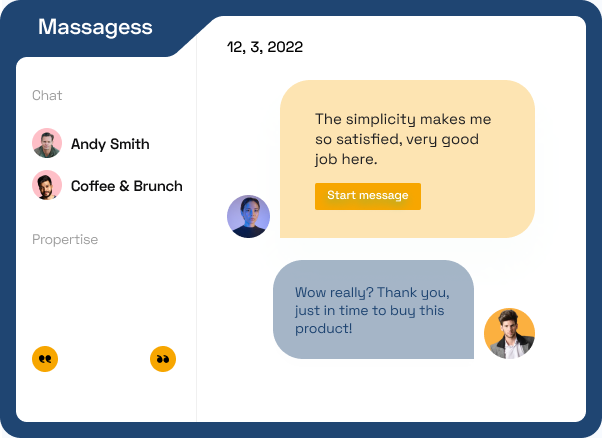 Massagess
12, 3, 2022
Chat
Andy Smith
Coffee & Brunch
Propertise
The simplicity makes me
so satisfied, very good
job here.
Start message
Wow really? Thank you,
just in time to buy this
product!